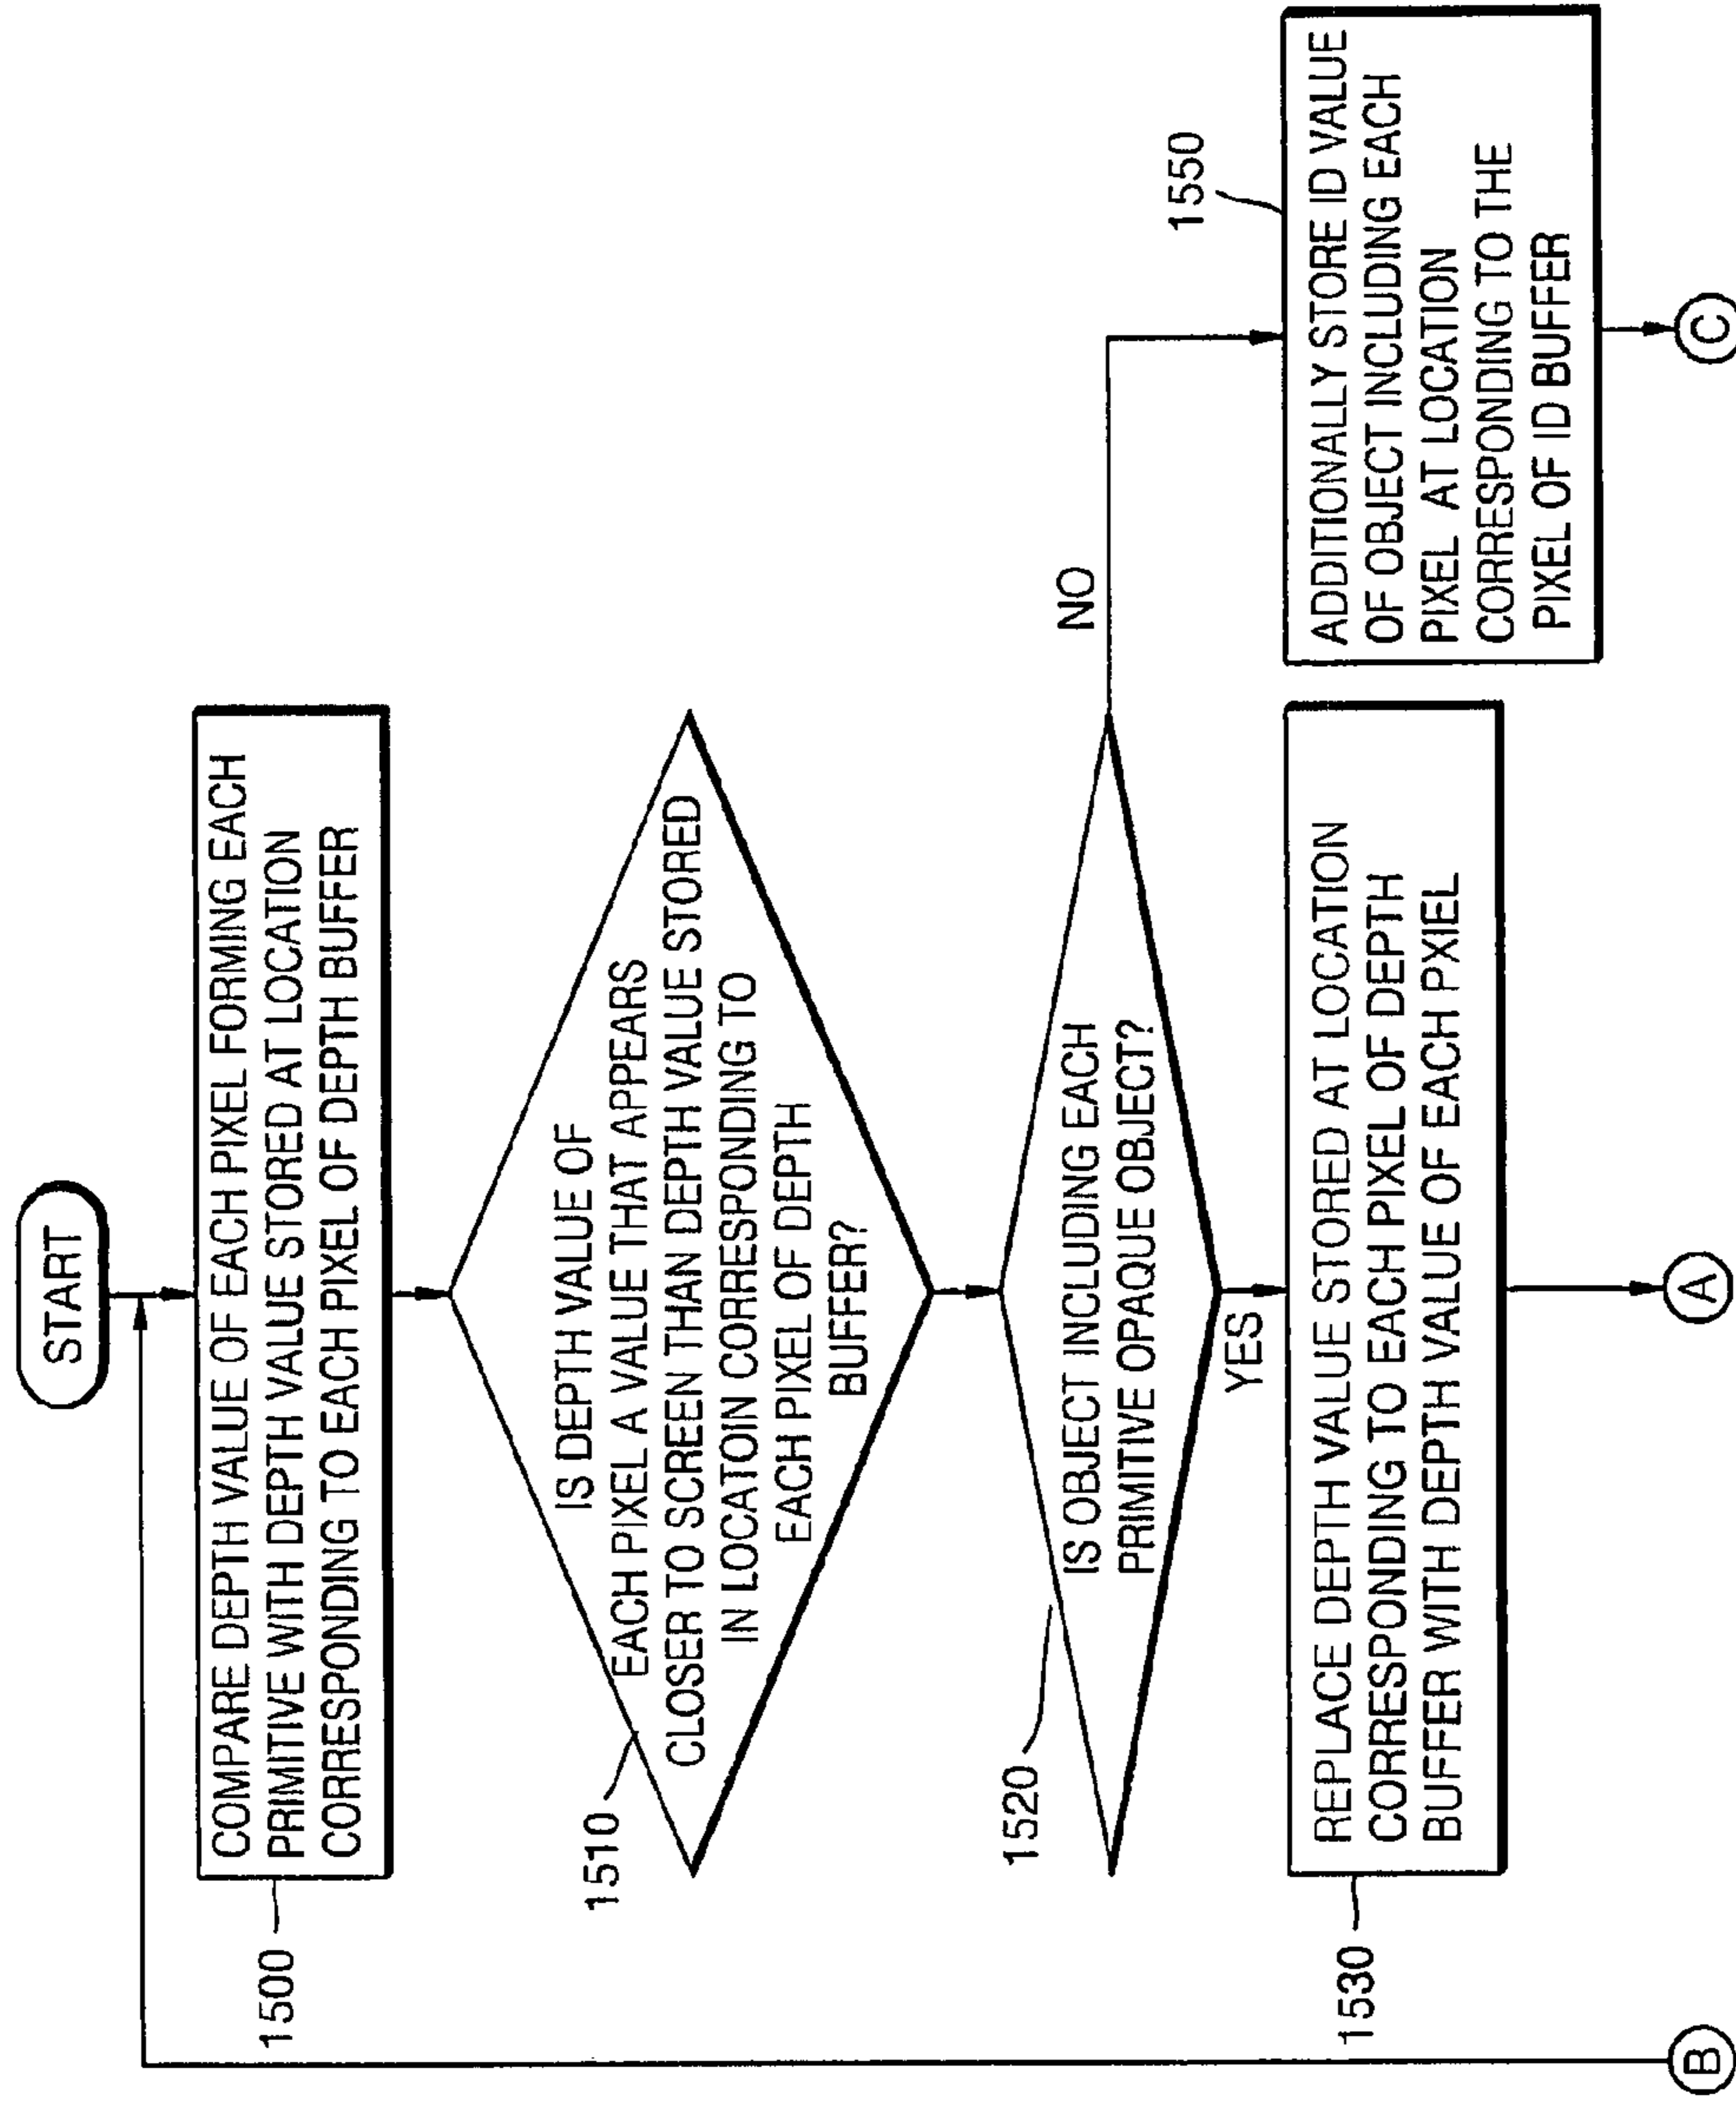 START
1500
COMPARE DEPTH VALUE OF EACH PIXEL FORMING EACH
PRIMITIVE WITH DEPTH VALUE STORED AT LOCATION
CORRESPONDING TO EACH PIXEL OF DEPTH BUFFER
1510
IS DEPTH VALUE OF
EACH PIXEL A VALUE THAT APPEARS
CLOSER TO SCREEN THAN DEPTH VALUE STORED
IN LOCATOIN CORRESPONDING TO
EACH PIXEL OF DEPTH
BUFFER?
1520
IS OBJECT INCLUDING EACH
PRIMITIVE OPAQUE OBJECT?
NO
YES
1530
REPLACE DEPTH VALUE STORED AT LOCATION
CORRESPONDING TO EACH PIXEL OF DEPTH
BUFFER WITH DEPTH VALUE OF EACH PXIEL
1550
ADDITIONALLY STORE ID VALUE
OF OBJECT INCLUDING EACH
PIXEL AT LOCATION
CORRESPONDING TO THE
PIXEL OF ID BUFFER
B
A
C